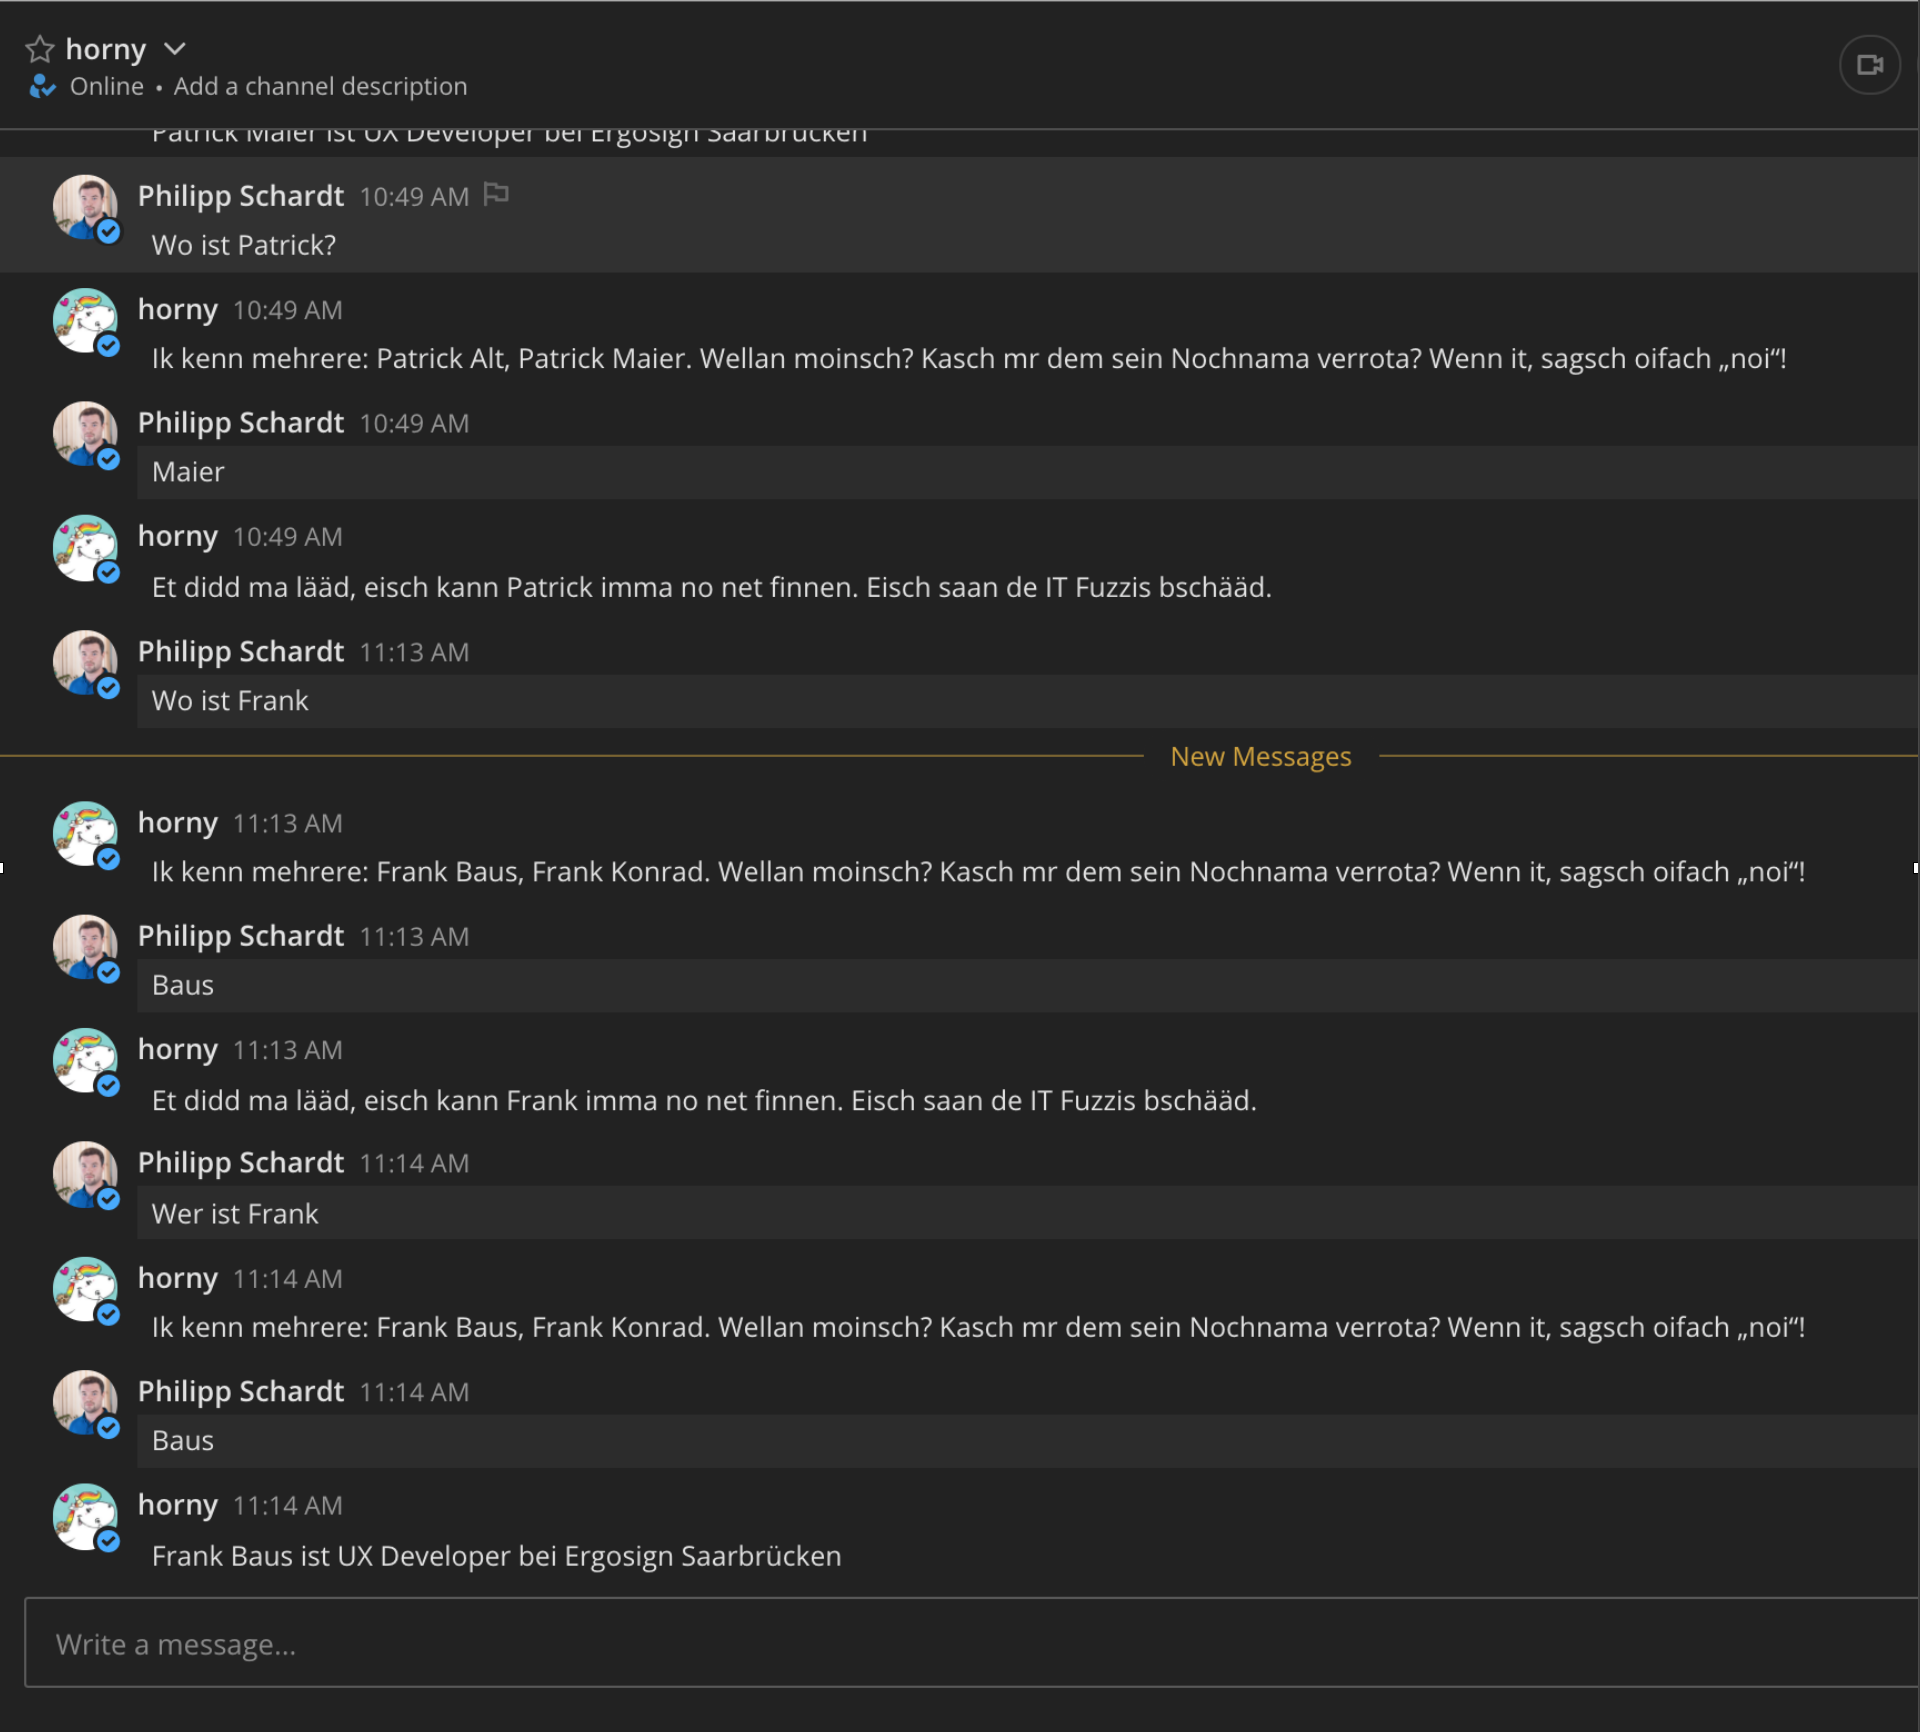 horny
Online • Add a channel description
Patrick Maier ist UX Developer bei Ergosign Saarbrücken
Philipp Schardt 10:49 AM
Wo ist Patrick?
horny 10:49 AM
Ik kenn mehrere: Patrick Alt, Patrick Maier. Wellan moinsch? Kasch mr dem sein Nochnama verrota? Wenn it, sagsch oifach „noi“!
Philipp Schardt 10:49 AM
Maier
horny 10:49 AM
Et didd ma lääd, eisch kann Patrick imma no net finnen. Eisch saan de IT Fuzzis bschääd.
Philipp Schardt 11:13 AM
Wo ist Frank
New Messages
horny 11:13 AM
Ik kenn mehrere: Frank Baus, Frank Konrad. Wellan moinsch? Kasch mr dem sein Nochnama verrota? Wenn it, sagsch oifach „noi“!
Philipp Schardt 11:13 AM
Baus
horny 11:13 AM
Et didd ma lääd, eisch kann Frank imma no net finnen. Eisch saan de IT Fuzzis bschääd.
Philipp Schardt 11:14 AM
Wer ist Frank
horny 11:14 AM
Ik kenn mehrere: Frank Baus, Frank Konrad. Wellan moinsch? Kasch mr dem sein Nochnama verrota? Wenn it, sagsch oifach „noi“!
Philipp Schardt 11:14 AM
Baus
horny 11:14 AM
Frank Baus ist UX Developer bei Ergosign Saarbrücken
Write a message...